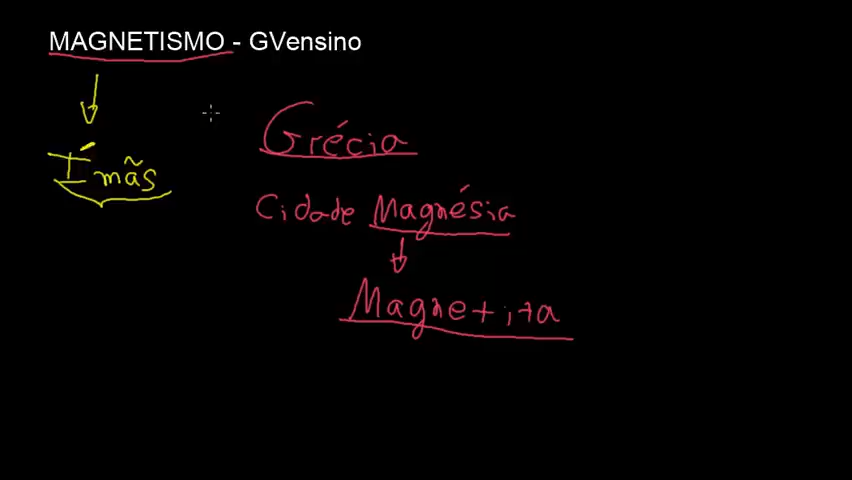 MAGNETISMO - GVensino
Ímãs
Grécia
Cidade Magnésia
Magnetita